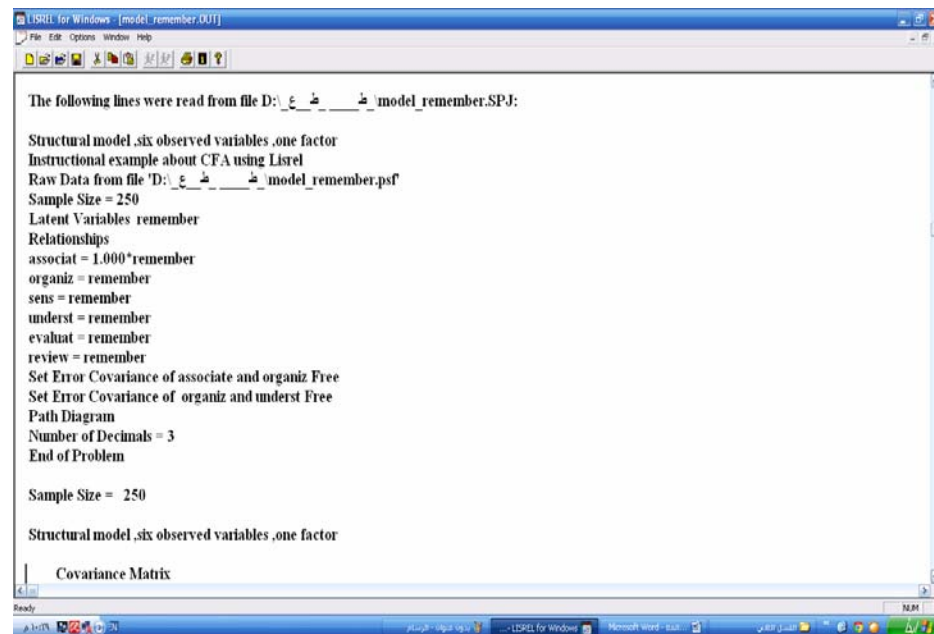 LISREL for Windows - [model_remember.OUT]
File Edit Options Window Help
The following lines were read from file D:\_ع__ظ_ ____ظ_\model_remember.SPJ:
Structural model ,six observed variables ,one factor
Instructional example about CFA using Lisrel
Raw Data from file 'D:\_ع__ظ_ ____ظ_\model_remember.psf'
Sample Size = 250
Latent Variables remember
Relationships
associat = 1.000*remember
organiz = remember
sens = remember
underst = remember
evaluat = remember
review = remember
Set Error Covariance of associate and organiz Free
Set Error Covariance of organiz and underst Free
Path Diagram
Number of Decimals = 3
End of Problem
Sample Size = 250
Structural model ,six observed variables ,one factor
Covariance Matrix
Ready NUM
EN ...- LISREL for Windows